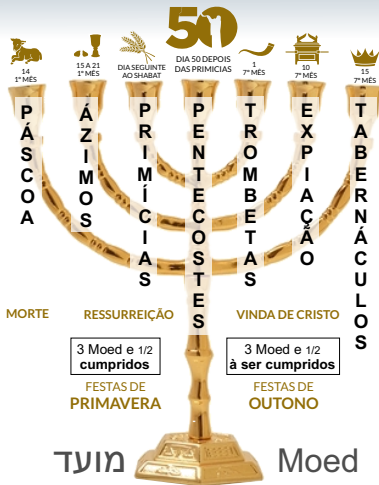 50
14
1º MÊS
15 A 21
1º MÊS
DIA SEGUINTE
AO SHABAT
DIA 50 DEPOIS
DAS PRIMICIAS
1
7º MÊS
10
7º MÊS
15
7º MÊS
PÁSCOA
ÁZIMOS
PRIMÍCIAS
PENTECOSTES
TROMBETAS
EXPIAÇÃO
TABERNÁCULOS
MORTE
RESSURREIÇÃO
VINDA DE CRISTO
3 Moed e 1/2
cumpridos
3 Moed e 1/2
à ser cumpridos
FESTAS DE
PRIMAVERA
FESTAS DE
OUTONO
מועד
Moed